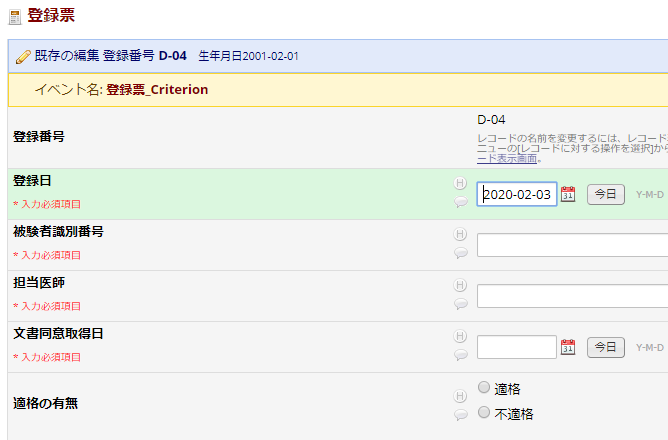 登録票
既存の編集 登録番号 D-04 生年月日2001-02-01
イベント名: 登録票_Criterion
登録番号
D-04
レコードの名前を変更するには、レコード
ニューの[レコードに対する操作を選択]から
ード表示画面。
登録日
* 入力必須項目
H
2020-02-03
31
今日
Y-M-D
被験者識別番号
* 入力必須項目
H
担当医師
* 入力必須項目
H
文書同意取得日
* 入力必須項目
H
31
今日
Y-M-D
適格の有無
H
適格
不適格